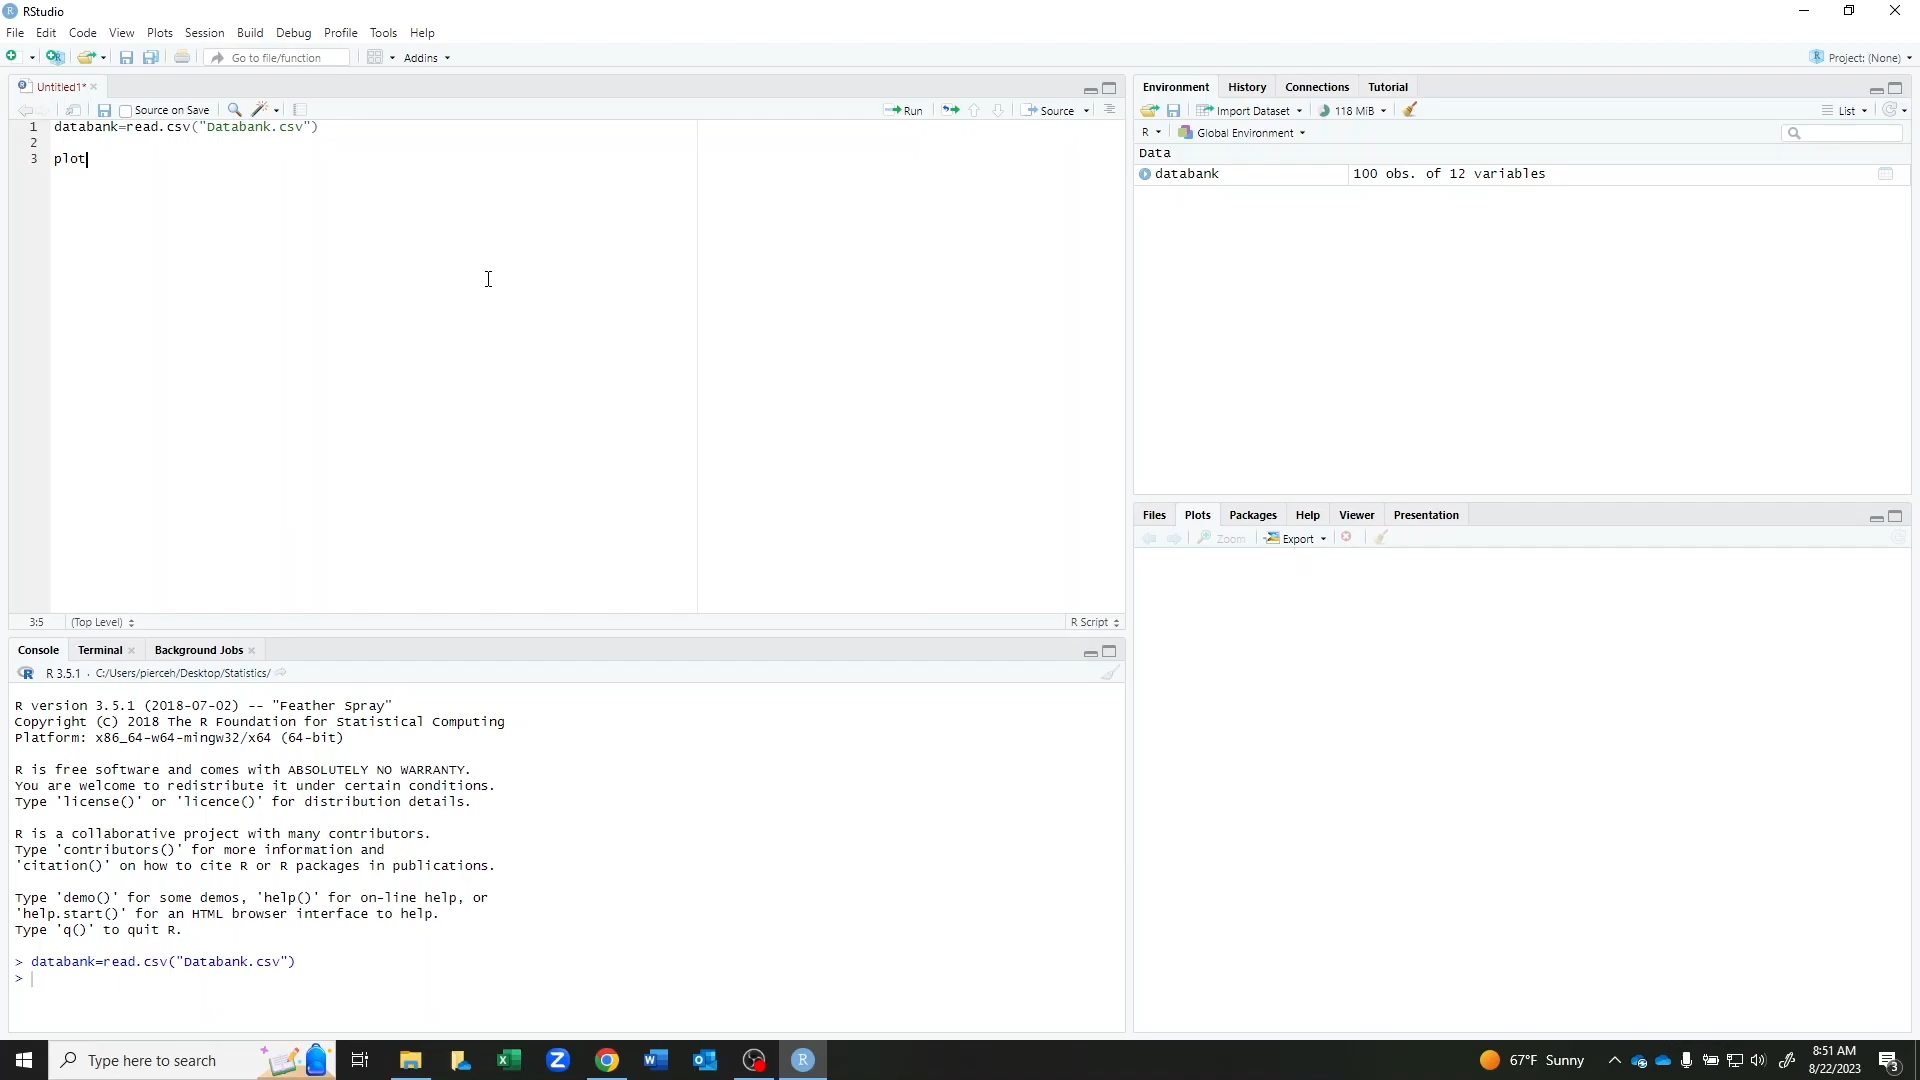 RStudio
File Edit Code View Plots Session Build Debug Profile Tools Help
Go to file/function Addins Project: (None)
Untitled1*
Source on Save Run Source
1 databank=read.csv("Databank.csv")
2
3 plot
3:5 (Top Level) R Script
Console Terminal Background Jobs
R 3.5.1 · C:/Users/pierceh/Desktop/Statistics/
R version 3.5.1 (2018-07-02) -- "Feather Spray"
Copyright (C) 2018 The R Foundation for Statistical Computing
Platform: x86_64-w64-mingw32/x64 (64-bit)
R is free software and comes with ABSOLUTELY NO WARRANTY.
You are welcome to redistribute it under certain conditions.
Type 'license()' or 'licence()' for distribution details.
R is a collaborative project with many contributors.
Type 'contributors()' for more information and
'citation()' on how to cite R or R packages in publications.
Type 'demo()' for some demos, 'help()' for on-line help, or
'help.start()' for an HTML browser interface to help.
Type 'q()' to quit R.
> databank=read.csv("Databank.csv")
>
Environment History Connections Tutorial
Import Dataset 118 MiB List
R Global Environment
Data
databank 100 obs. of 12 variables
Files Plots Packages Help Viewer Presentation
Zoom Export
Type here to search
67°F Sunny
8:51 AM
8/22/2023
3